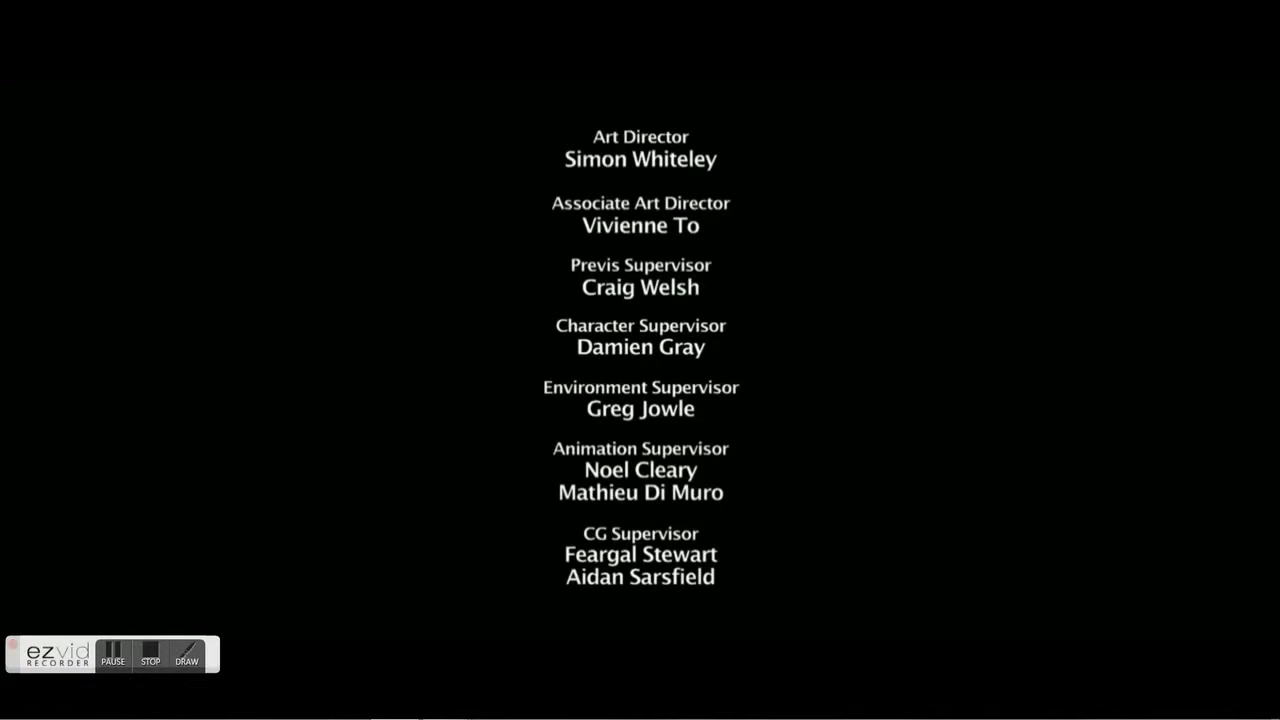 Art Director
Simon Whiteley
Associate Art Director
Vivienne To
Previs Supervisor
Craig Welsh
Character Supervisor
Damien Gray
Environment Supervisor
Greg Jowle
Animation Supervisor
Noel Cleary
Mathieu Di Muro
CG Supervisor
Feargal Stewart
Aidan Sarsfield
ezvid
RECORDER
PAUSE STOP DRAW